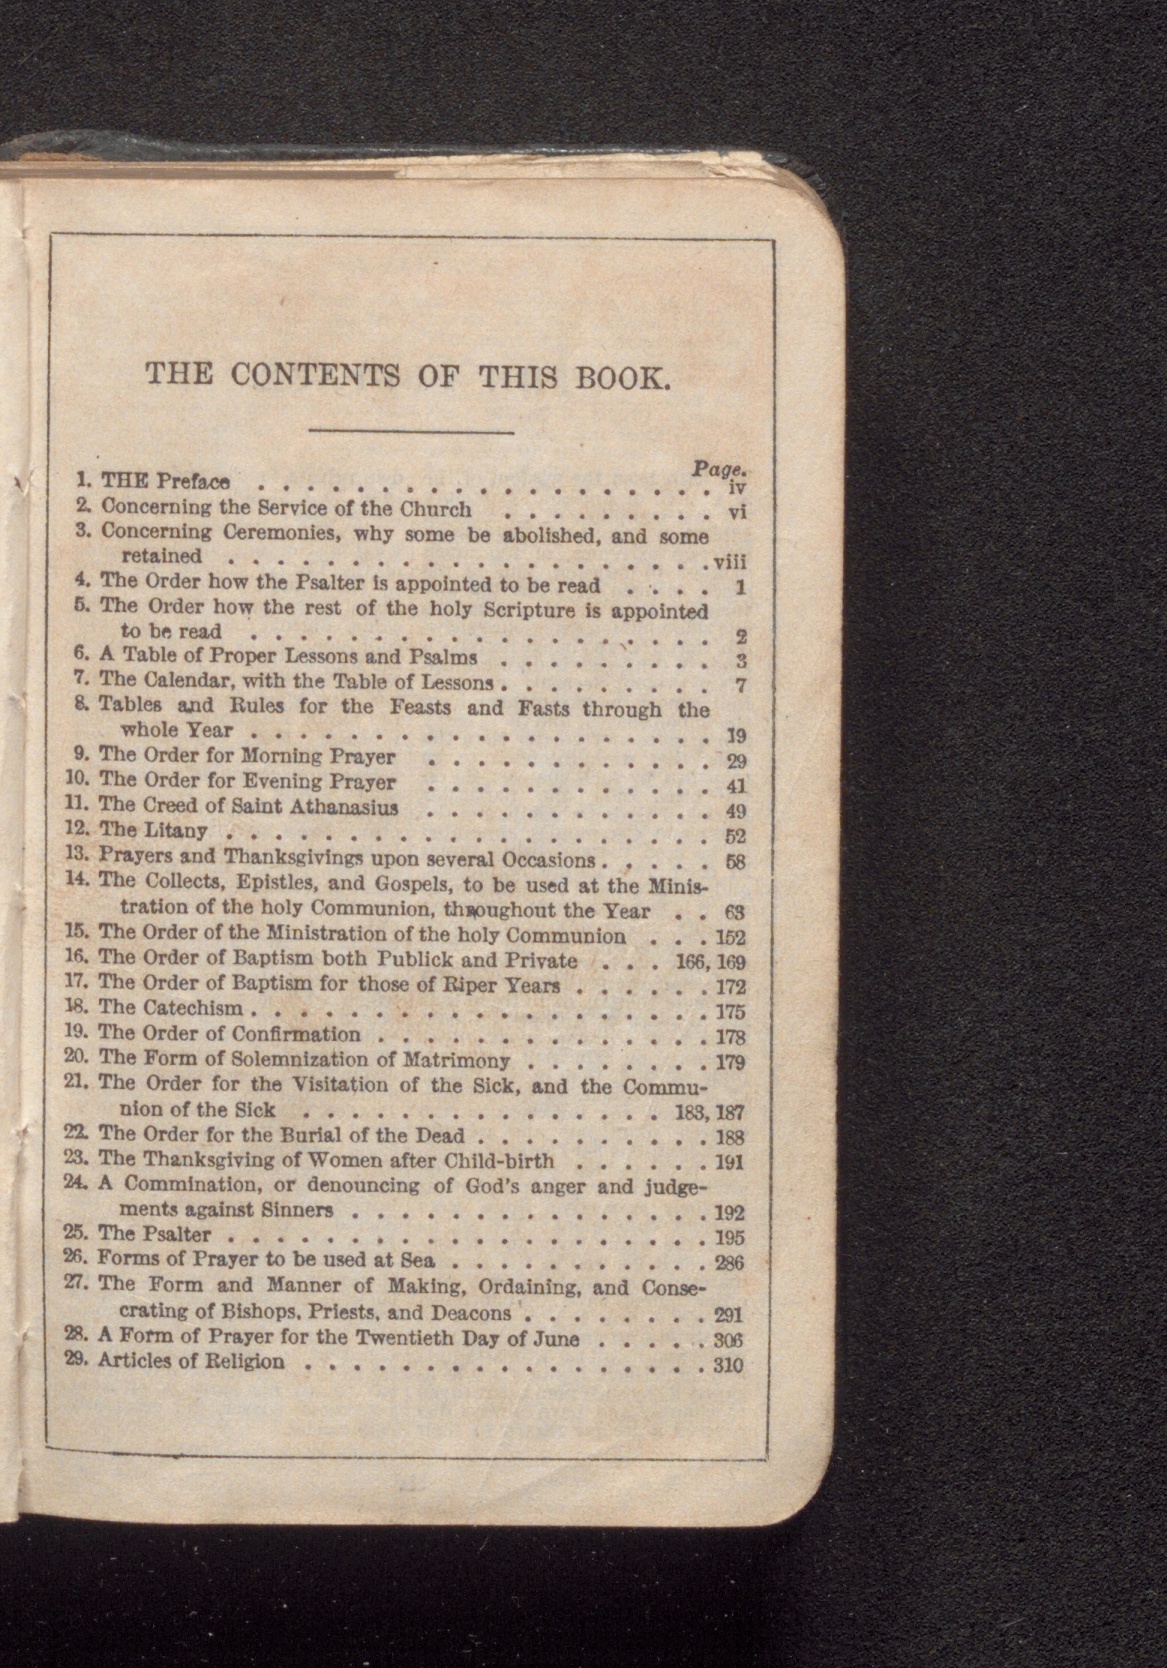 THE CONTENTS OF THIS BOOK.
Page.
1. THE Preface . . . . . . . . . . . . . . . . . . . iv
2. Concerning the Service of the Church . . . . . . . . . vi
3. Concerning Ceremonies, why some be abolished, and some
retained . . . . . . . . . . . . . . . . . . . . viii
4. The Order how the Psalter is appointed to be read . . . . 1
5. The Order how the rest of the holy Scripture is appointed
to be read . . . . . . . . . . . . . . . . . . . 2
6. A Table of Proper Lessons and Psalms . . . . . . . . . 3
7. The Calendar, with the Table of Lessons . . . . . . . . . 7
8. Tables and Rules for the Feasts and Fasts through the
whole Year . . . . . . . . . . . . . . . . . . . 19
9. The Order for Morning Prayer . . . . . . . . . . . . 29
10. The Order for Evening Prayer . . . . . . . . . . . . 41
11. The Creed of Saint Athanasius . . . . . . . . . . . . 49
12. The Litany . . . . . . . . . . . . . . . . . . . . 52
13. Prayers and Thanksgivings upon several Occasions . . . . . 58
14. The Collects, Epistles, and Gospels, to be used at the Minis-
tration of the holy Communion, throughout the Year . . 63
15. The Order of the Ministration of the holy Communion . . . 152
16. The Order of Baptism both Publick and Private . . . 166, 169
17. The Order of Baptism for those of Riper Years . . . . . . 172
18. The Catechism . . . . . . . . . . . . . . . . . . . 175
19. The Order of Confirmation . . . . . . . . . . . . . . 178
20. The Form of Solemnization of Matrimony . . . . . . . . 179
21. The Order for the Visitation of the Sick, and the Commu-
nion of the Sick . . . . . . . . . . . . . . . 183, 187
22. The Order for the Burial of the Dead . . . . . . . . . . 188
23. The Thanksgiving of Women after Child-birth . . . . . . 191
24. A Commination, or denouncing of God's anger and judge-
ments against Sinners . . . . . . . . . . . . . . . 192
25. The Psalter . . . . . . . . . . . . . . . . . . . . 195
26. Forms of Prayer to be used at Sea . . . . . . . . . . . 286
27. The Form and Manner of Making, Ordaining, and Conse-
crating of Bishops, Priests, and Deacons . . . . . . . . 291
28. A Form of Prayer for the Twentieth Day of June . . . . . 306
29. Articles of Religion . . . . . . . . . . . . . . . . . 310